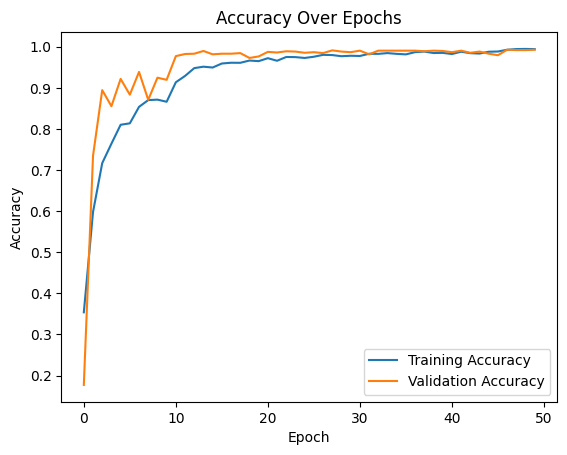 Accuracy Over Epochs
1.0
0.9
0.8
0.7
0.6
0.5
0.4
0.3
0.2
Accuracy
0 10 20 30 40 50
Epoch
Training Accuracy
Validation Accuracy